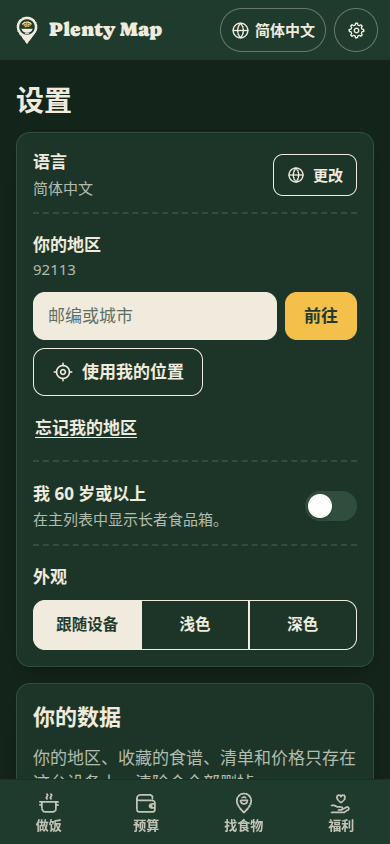 Plenty Map
简体中文
设置
语言
简体中文
更改
你的地区
92113
邮编或城市
前往
使用我的位置
忘记我的地区
我 60 岁或以上
在主列表中显示长者食品箱。
外观
跟随设备
浅色
深色
你的数据
你的地区、收藏的食谱、清单和价格只存在
做饭
预算
找食物
福利